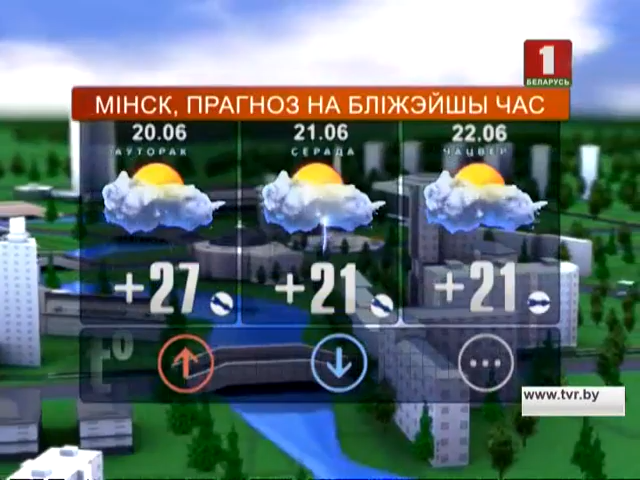 1
БЕЛАРУСЬ
МІНСК, ПРАГНОЗ НА БЛІЖЭЙШЫ ЧАС
20.06 21.06 22.06
АУТОРАК СЕРАДА ЧАЦВЕР
+27 +21 +21
t°
www.tvr.by